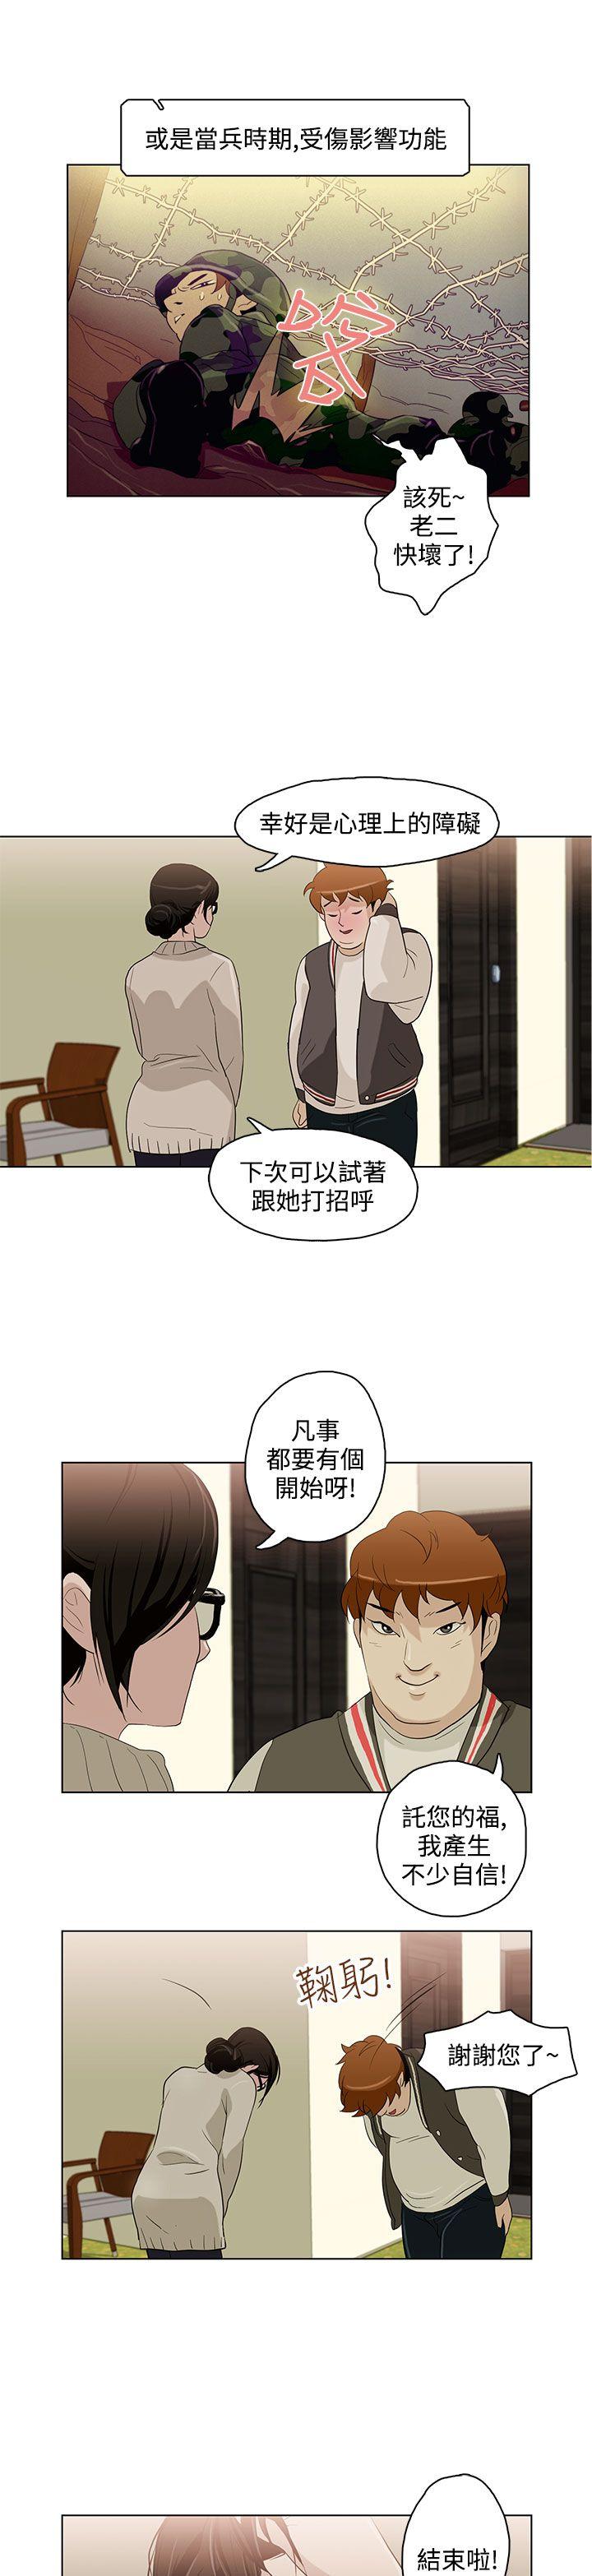 或是當兵時期,受傷影響功能
喀
該死~
老二
快壞了!
幸好是心理上的障礙
下次可以試著
跟她打招呼
凡事
都要有個
開始呀!
託您的福,
我產生
不少自信!
鞠躬!
謝謝您了~
結束啦!